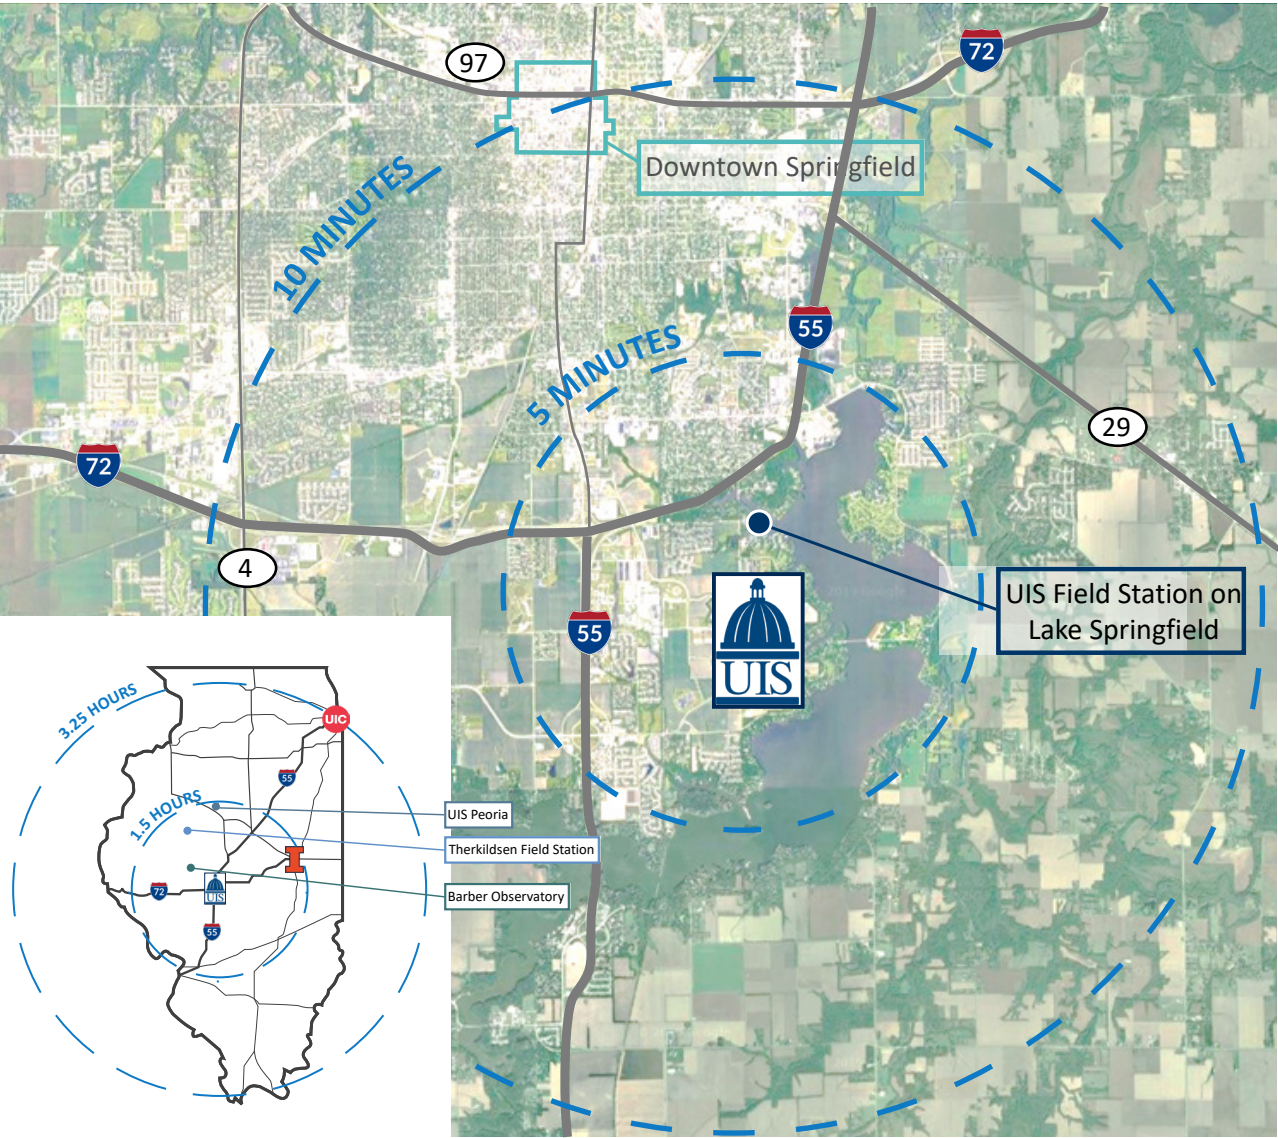 97
72
Downtown Springfield
10 MINUTES
55
5 MINUTES
29
72
4
UIS Field Station on
Lake Springfield
55
UIS
3.25 HOURS
UIC
55
1.5 HOURS
UIS Peoria
Therkildsen Field Station
I
72
UIS
Barber Observatory
55